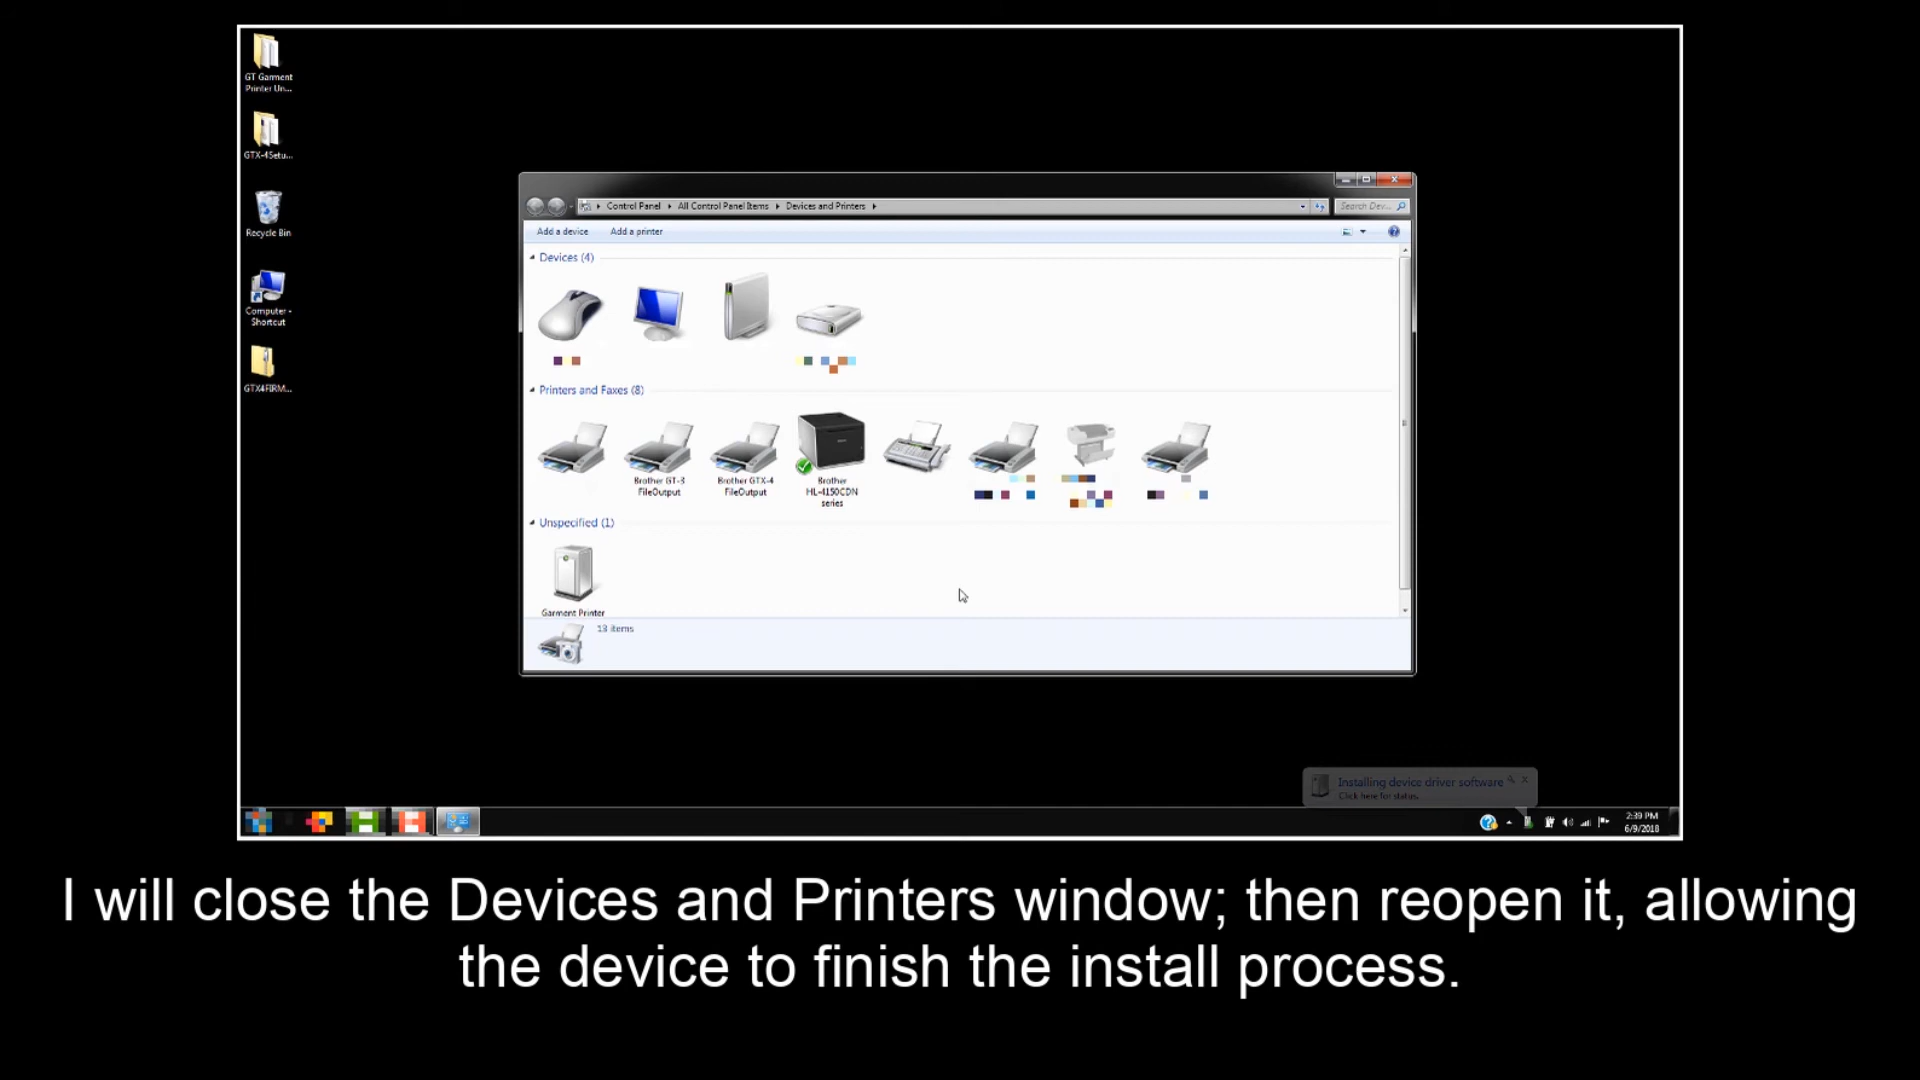 GT Garment
Printer Un...
GTX-4Setu...
Recycle Bin
Computer -
Shortcut
GTX4FIRM...
Control Panel
All Control Panel Items
Devices and Printers
Search Dev...
Add a device
Add a printer
Devices (4)
Printers and Faxes (8)
Brother GT-3
FileOutput
Brother GTX-4
FileOutput
Brother
HL-4150CDN
series
Unspecified (1)
Garment Printer
13 items
Installing device driver software
Click here for status.
2:39 PM
6/9/2018
I will close the Devices and Printers window; then reopen it, allowing
the device to finish the install process.